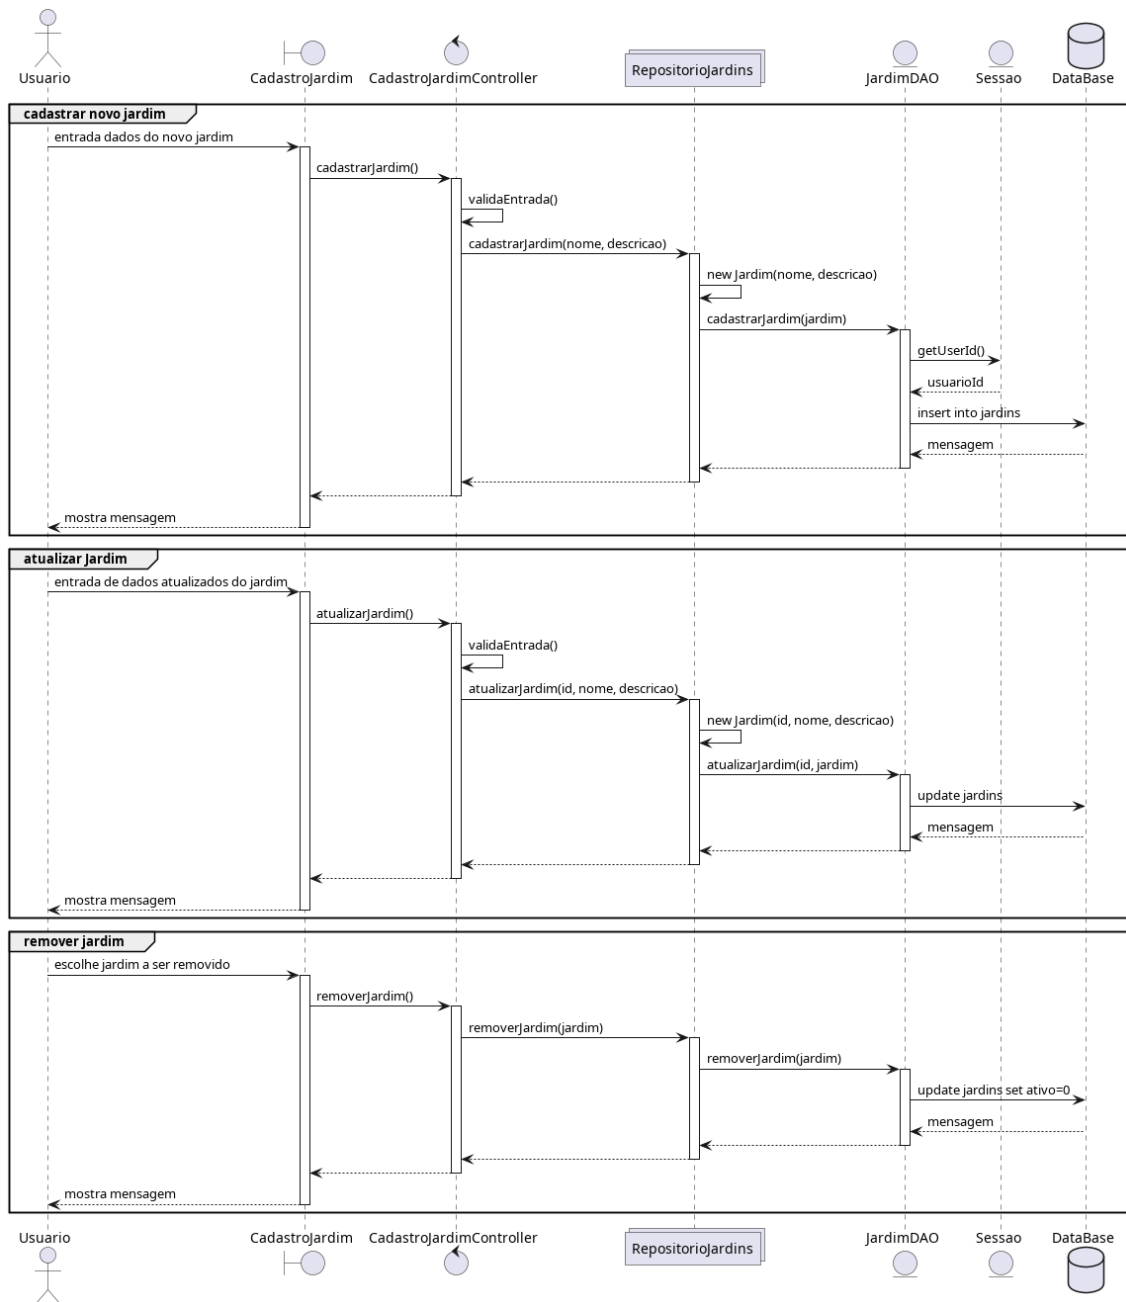 Usuario
CadastroJardim
CadastroJardimController
RepositorioJardins
JardimDAO
Sessao
DataBase
cadastrar novo jardim
entrada dados do novo jardim
cadastrarJardim()
validaEntrada()
cadastrarJardim(nome, descricao)
new Jardim(nome, descricao)
cadastrarJardim(jardim)
getUserId()
usuarioId
insert into jardins
mensagem
mostra mensagem
atualizar Jardim
entrada de dados atualizados do jardim
atualizarJardim()
validaEntrada()
atualizarJardim(id, nome, descricao)
new Jardim(id, nome, descricao)
atualizarJardim(id, jardim)
update jardins
mensagem
mostra mensagem
remover jardim
escolhe jardim a ser removido
removerJardim()
removerJardim(jardim)
removerJardim(jardim)
update jardins set ativo=0
mensagem
mostra mensagem
Usuario
CadastroJardim
CadastroJardimController
RepositorioJardins
JardimDAO
Sessao
DataBase